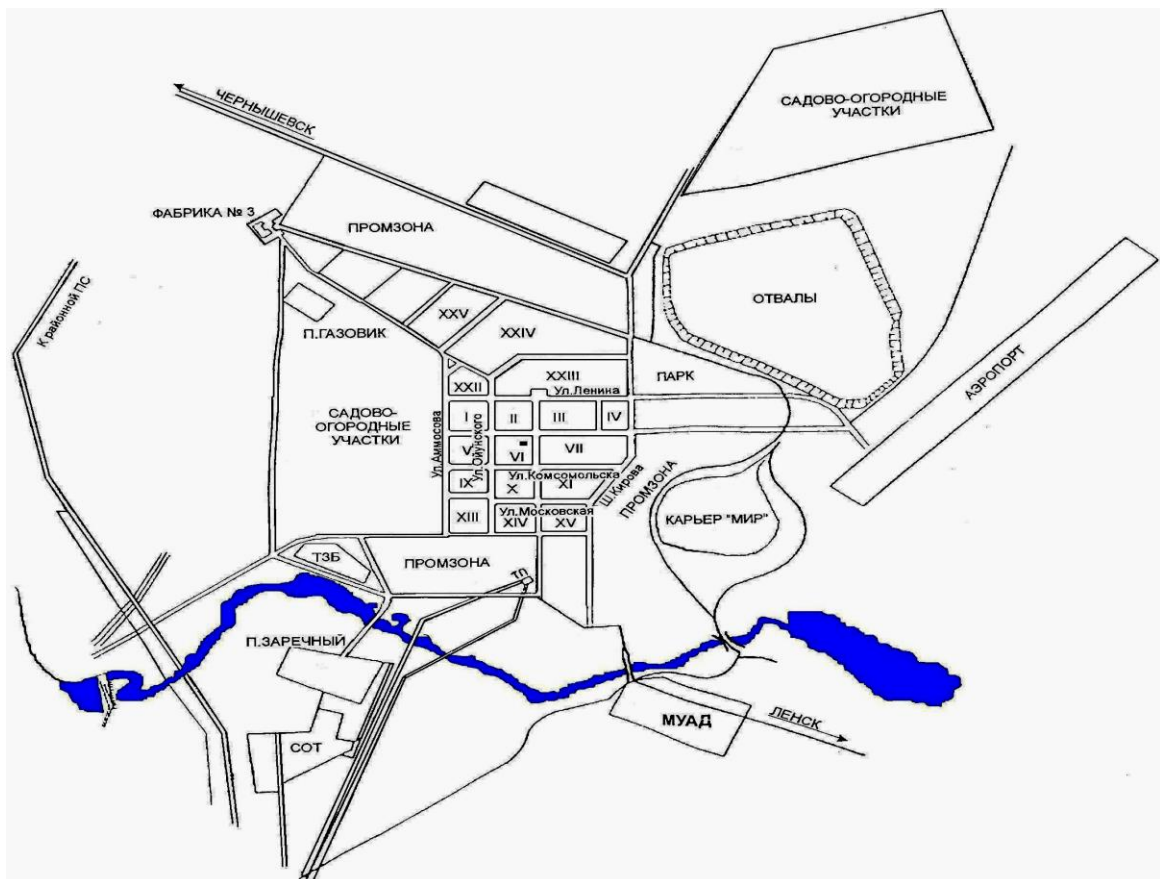 САДОВО-ОГОРОДНЫЕ
УЧАСТКИ
ЧЕРНЫШЕВСК
ФАБРИКА № 3
ПРОМЗОНА
К районной ПС
ОТВАЛЫ
П.ГАЗОВИК
XXV
XXIV
АЭРОПОРТ
XXII
XXIII
ПАРК
Ул.Ленина
САДОВО-
ОГОРОДНЫЕ
УЧАСТКИ
Ул.Аммосова
I
Ул.Ойунского
II
III
IV
V
VI
VII
Ул.Комсомольска
IX
X
XI
Ш.Кирова
ПРОМЗОНА
Ул.Московская
XIII
XIV
XV
КАРЬЕР "МИР"
ТЗБ
ПРОМЗОНА
ТП
П.ЗАРЕЧНЫЙ
МУАД
ЛЕНСК
СОТ